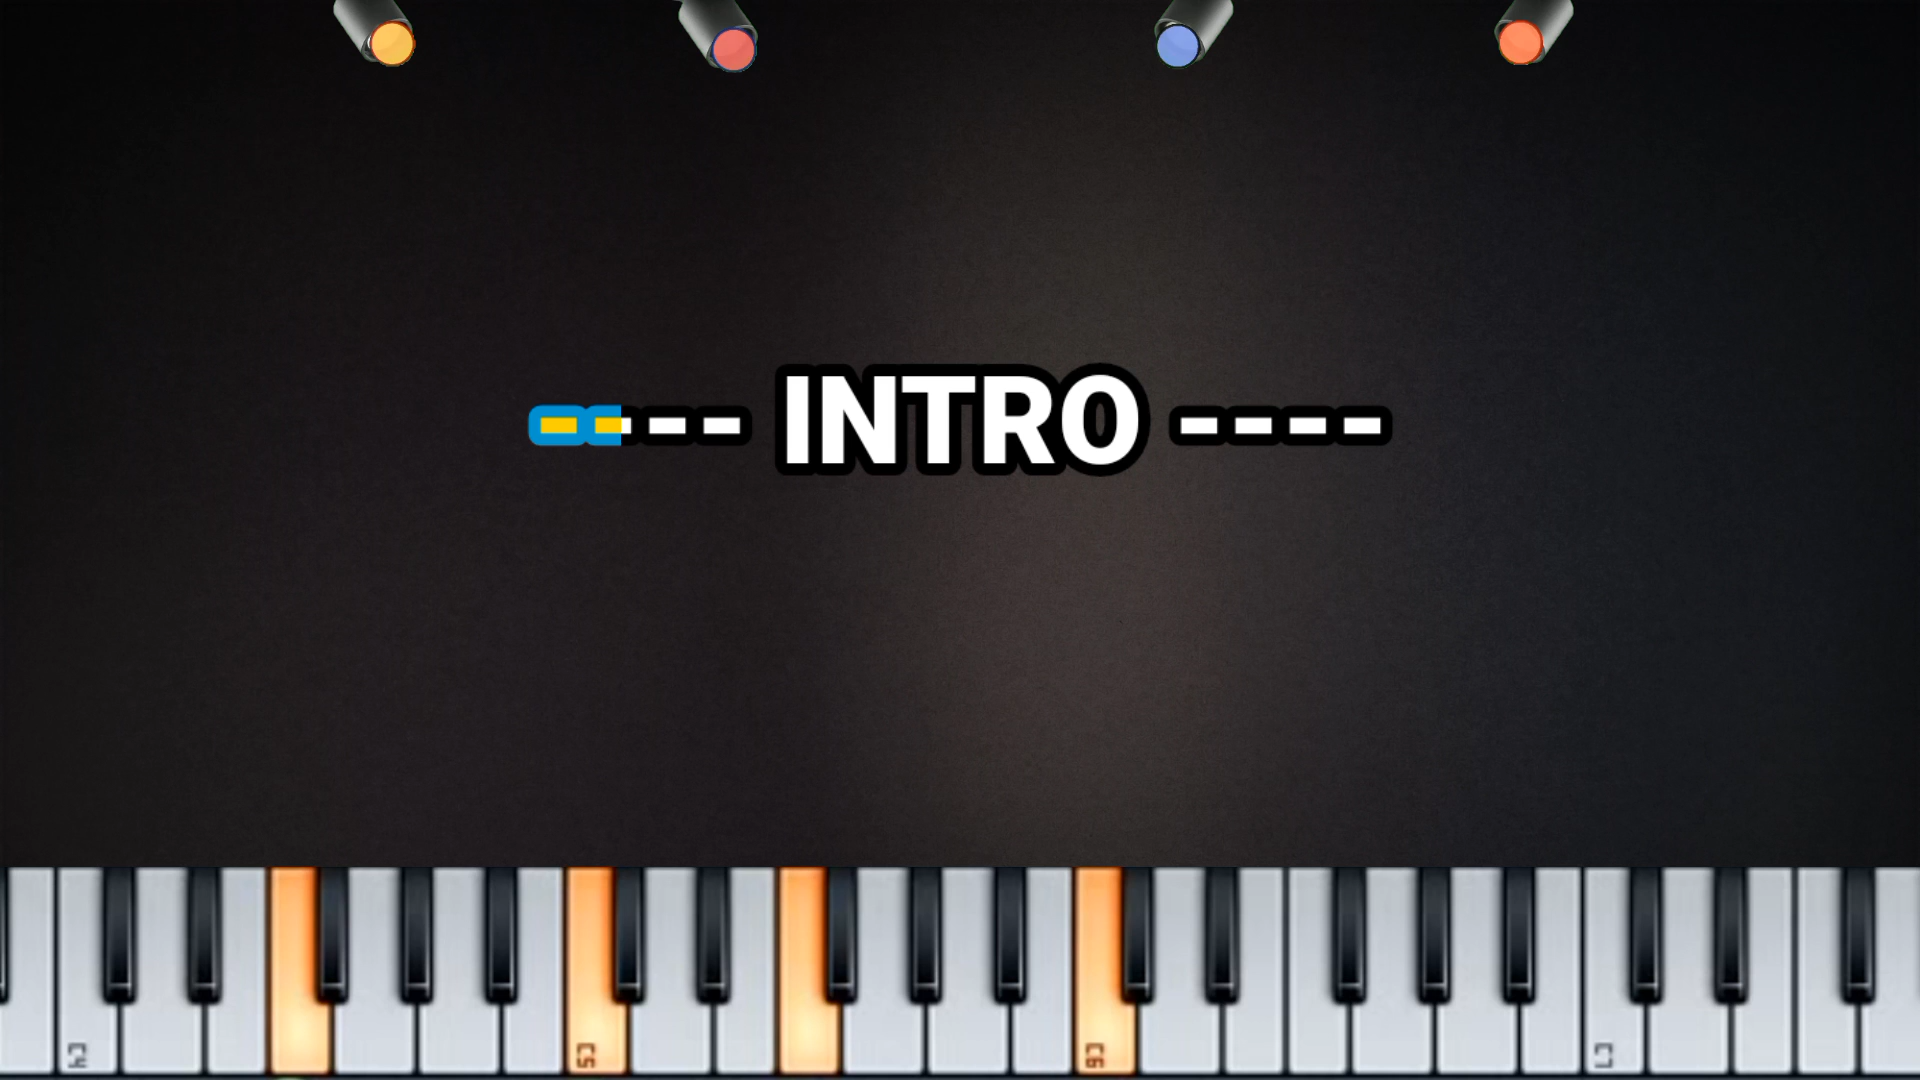 ---- INTRO ----
C4
C5
C6
C7